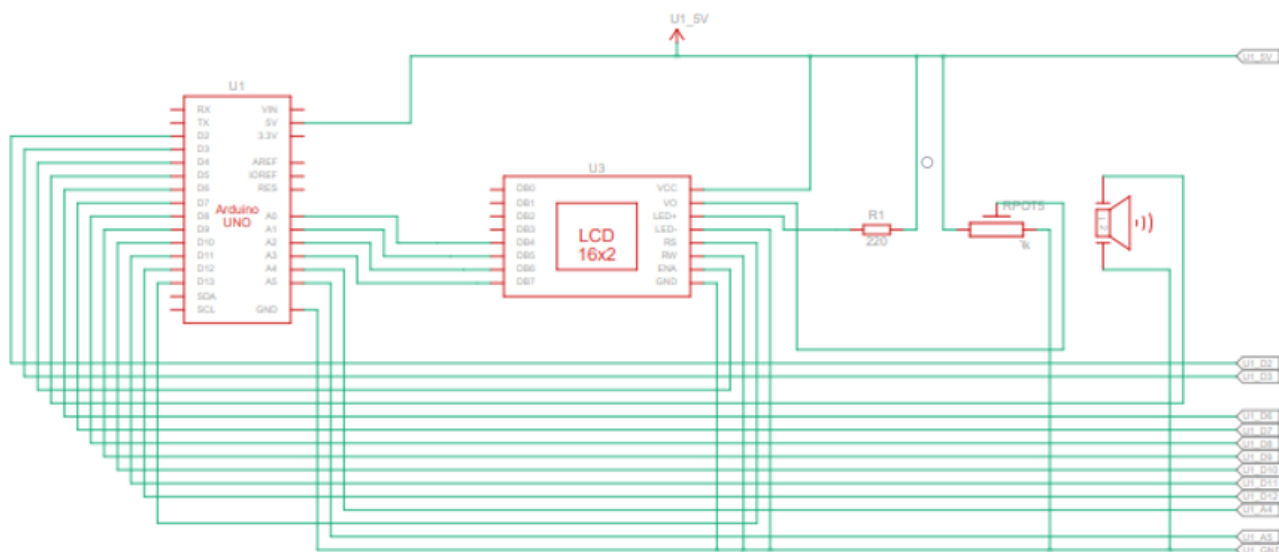 U1_5V
U1_5V
U1
RX VIN
TX 5V
D2 3.3V
D3
D4 AREF
D5 IOREF
D6 RES
D7
Arduino
UNO
D8 A0
D9 A1
D10 A2
D11 A3
D12 A4
D13 A5
SDA
SCL GND
U3
DB0 VCC
DB1 VO
DB2 LED+
DB3 LED-
DB4 RS
DB5 RW
DB6 ENA
DB7 GND
LCD
16x2
R1
220
RPOT5
1k
1
2
U1_D2
U1_D3
U1_D6
U1_D7
U1_D8
U1_D9
U1_D10
U1_D11
U1_D12
U1_A4
U1_A5
U1_GND